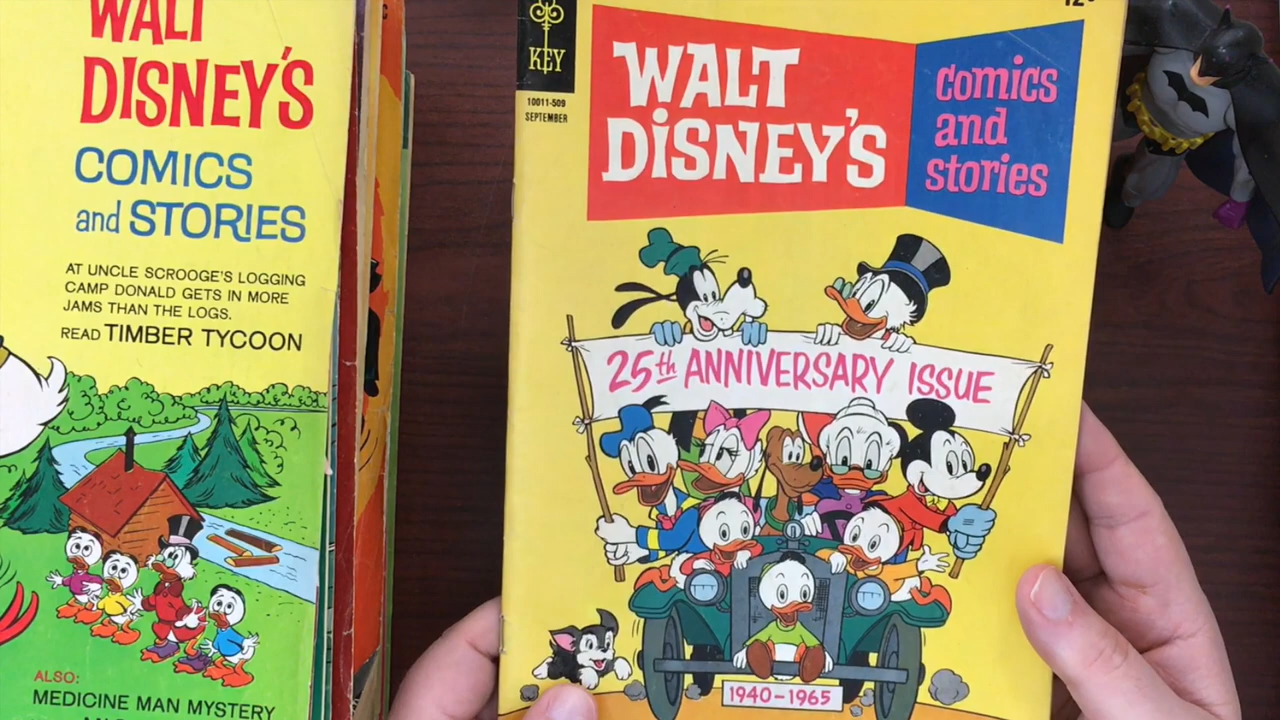 WALT
DISNEY'S
COMICS
and STORIES
AT UNCLE SCROOGE'S LOGGING
CAMP DONALD GETS IN MORE
JAMS THAN THE LOGS.
READ TIMBER TYCOON
ALSO:
MEDICINE MAN MYSTERY
KEY
10011-509
SEPTEMBER
WALT
DiSNEY'S
comics
and
stories
25th ANNIVERSARY ISSUE
1940-1965